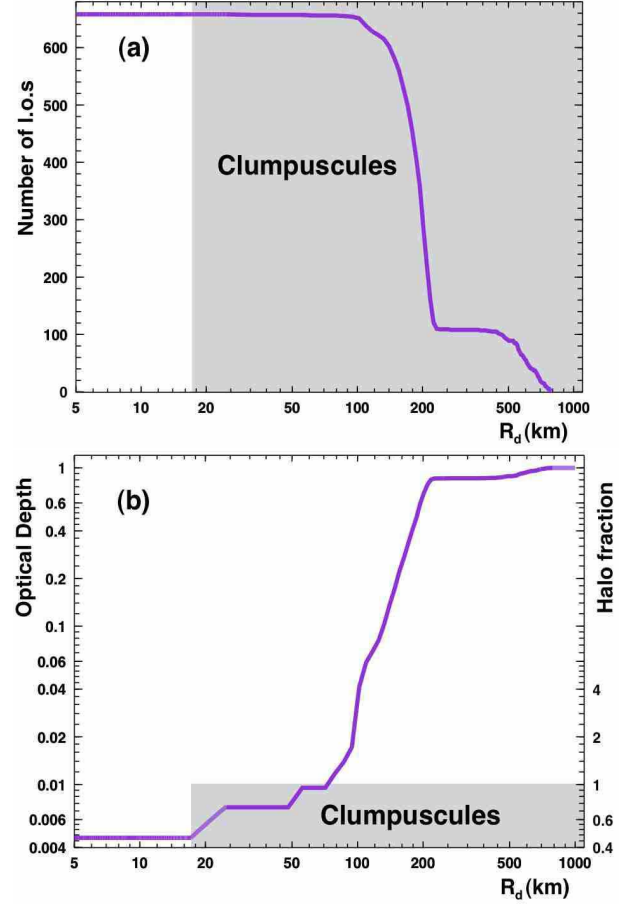 (a)
Number of l.o.s
600
500
400
300
200
100
0
Clumpuscules
5 10 20 50 100 200 500 1000
R_d (km)
(b)
Optical Depth
1
0.6
0.4
0.2
0.1
0.06
0.04
0.02
0.01
0.006
0.004
Halo fraction
4
2
1
0.6
0.4
Clumpuscules
5 10 20 50 100 200 500 1000
R_d (km)